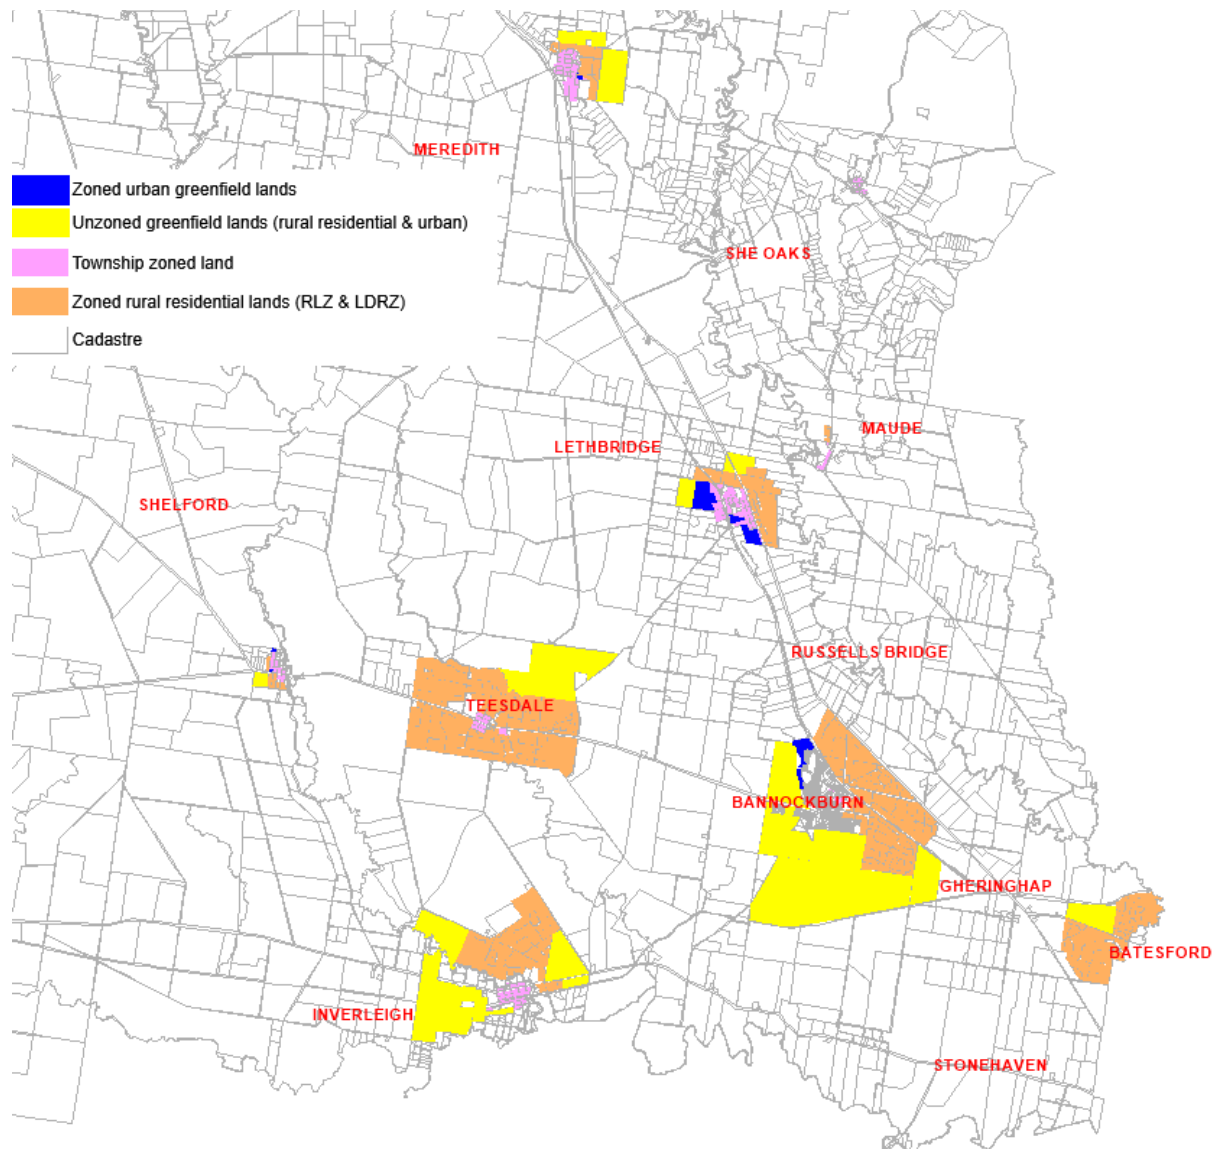 MEREDITH
Zoned urban greenfield lands
Unzoned greenfield lands (rural residential & urban)
Township zoned land
Zoned rural residential lands (RLZ & LDRZ)
Cadastre
SHE OAKS
MAUDE
LETHBRIDGE
SHELFORD
RUSSELLS BRIDGE
TEESDALE
BANNOCKBURN
GHERINGHAP
BATESFORD
INVERLEIGH
STONEHAVEN